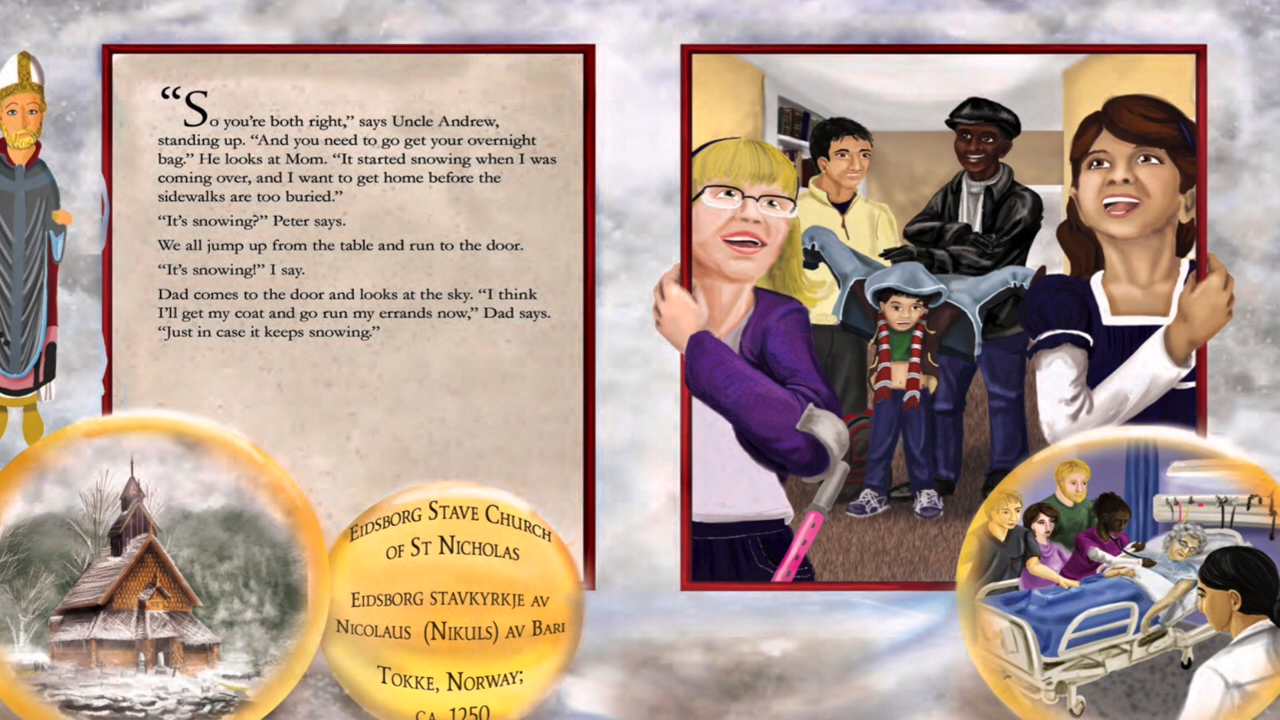 “So you’re both right,” says Uncle Andrew,
standing up. “And you need to go get your overnight
bag.” He looks at Mom. “It started snowing when I was
coming over, and I want to get home before the
sidewalks are too buried.”
“It’s snowing?” Peter says.
We all jump up from the table and run to the door.
“It’s snowing!” I say.
Dad comes to the door and looks at the sky. “I think
I’ll get my coat and go run my errands now,” Dad says.
“Just in case it keeps snowing.”
Eidsborg Stave Church
of St Nicholas
Eidsborg stavkyrkje av
Nicolaus (Nikuls) av Bari
Tokke, Norway;
ca. 1250